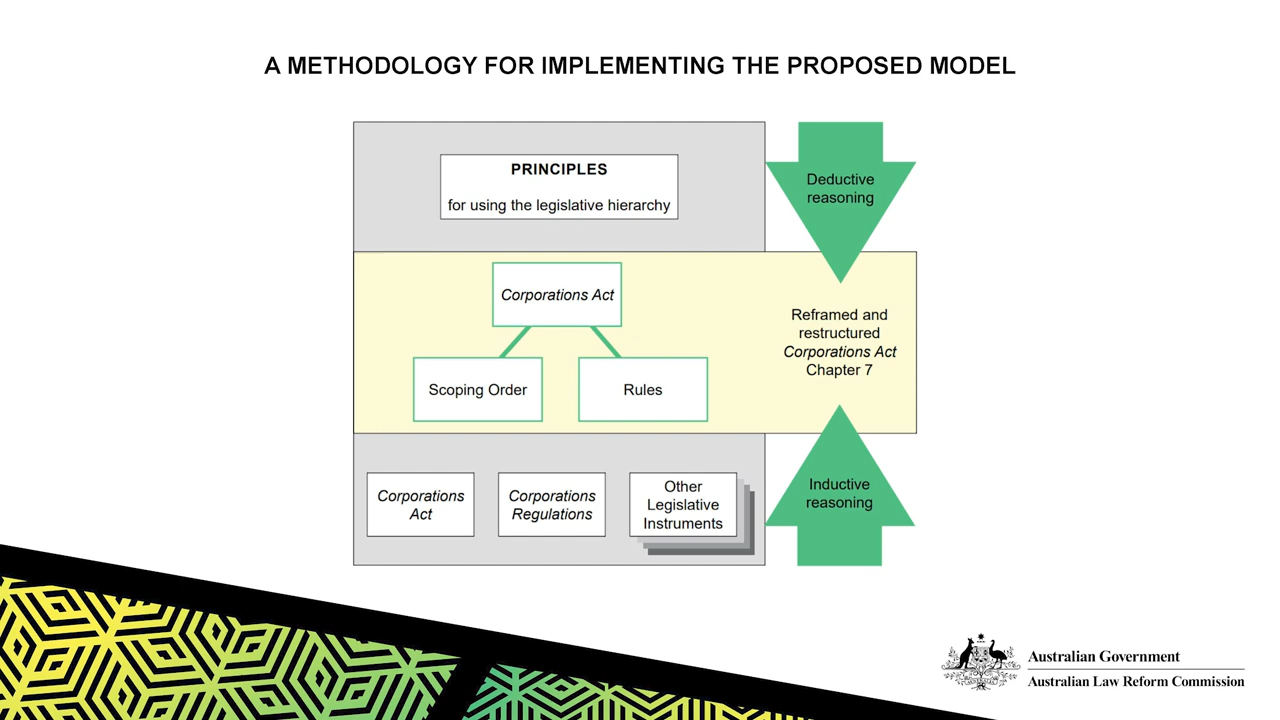 A METHODOLOGY FOR IMPLEMENTING THE PROPOSED MODEL
PRINCIPLES
for using the legislative hierarchy
Deductive
reasoning
Corporations Act
Scoping Order
Rules
Reframed and
restructured
Corporations Act
Chapter 7
Corporations
Act
Corporations
Regulations
Other
Legislative
Instruments
Inductive
reasoning
Australian Government
Australian Law Reform Commission